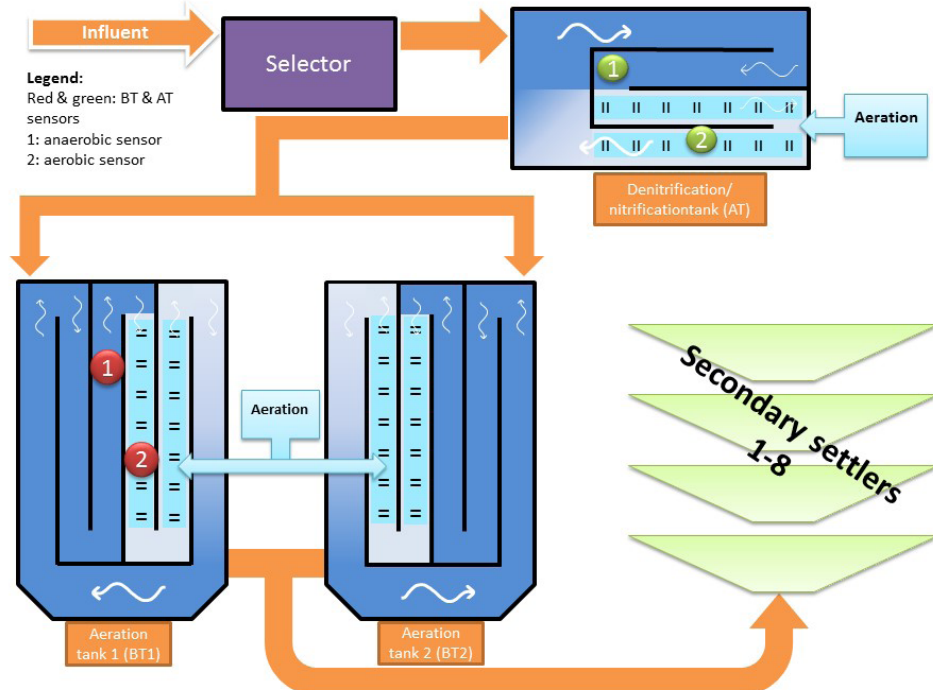 Influent
Selector
Legend:
Red & green: BT & AT
sensors
1: anaerobic sensor
2: aerobic sensor
1
2
Aeration
Denitrification/
nitrificationtank (AT)
1
2
Aeration
Secondary settlers
1-8
Aeration
tank 1 (BT1)
Aeration
tank 2 (BT2)